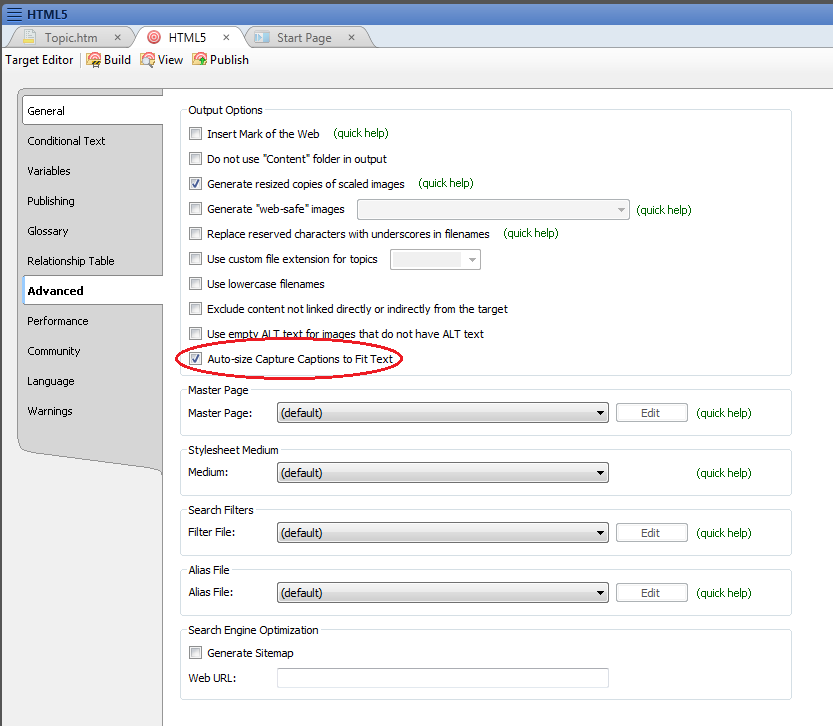 HTML5
Topic.htm HTML5 Start Page
Target Editor Build View Publish
General
Conditional Text
Variables
Publishing
Glossary
Relationship Table
Advanced
Performance
Community
Language
Warnings
Output Options
Insert Mark of the Web (quick help)
Do not use "Content" folder in output
Generate resized copies of scaled images (quick help)
Generate "web-safe" images (quick help)
Replace reserved characters with underscores in filenames (quick help)
Use custom file extension for topics
Use lowercase filenames
Exclude content not linked directly or indirectly from the target
Use empty ALT text for images that do not have ALT text
Auto-size Capture Captions to Fit Text
Master Page
Master Page: (default) Edit (quick help)
Stylesheet Medium
Medium: (default) (quick help)
Search Filters
Filter File: (default) Edit (quick help)
Alias File
Alias File: (default) Edit (quick help)
Search Engine Optimization
Generate Sitemap
Web URL: